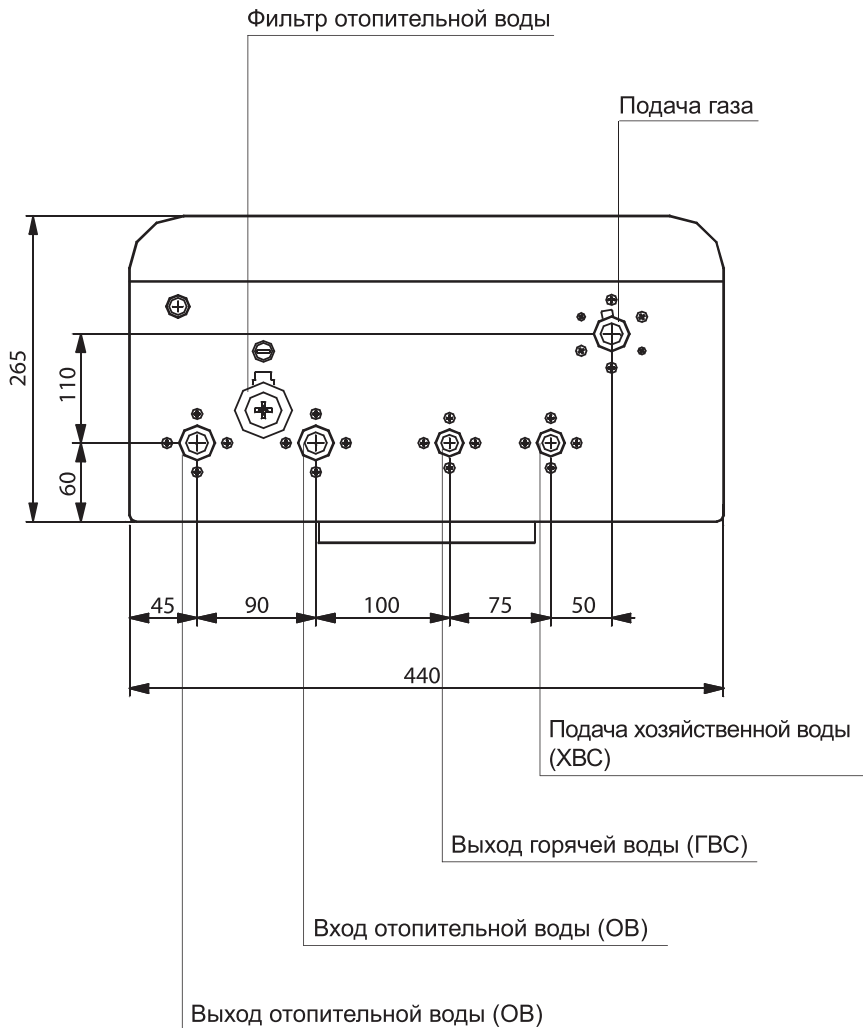 Фильтр отопительной воды
Подача газа
265
110
60
45
90
100
75
50
440
Подача хозяйственной воды
(ХВС)
Выход горячей воды (ГВС)
Вход отопительной воды (ОВ)
Выход отопительной воды (ОВ)